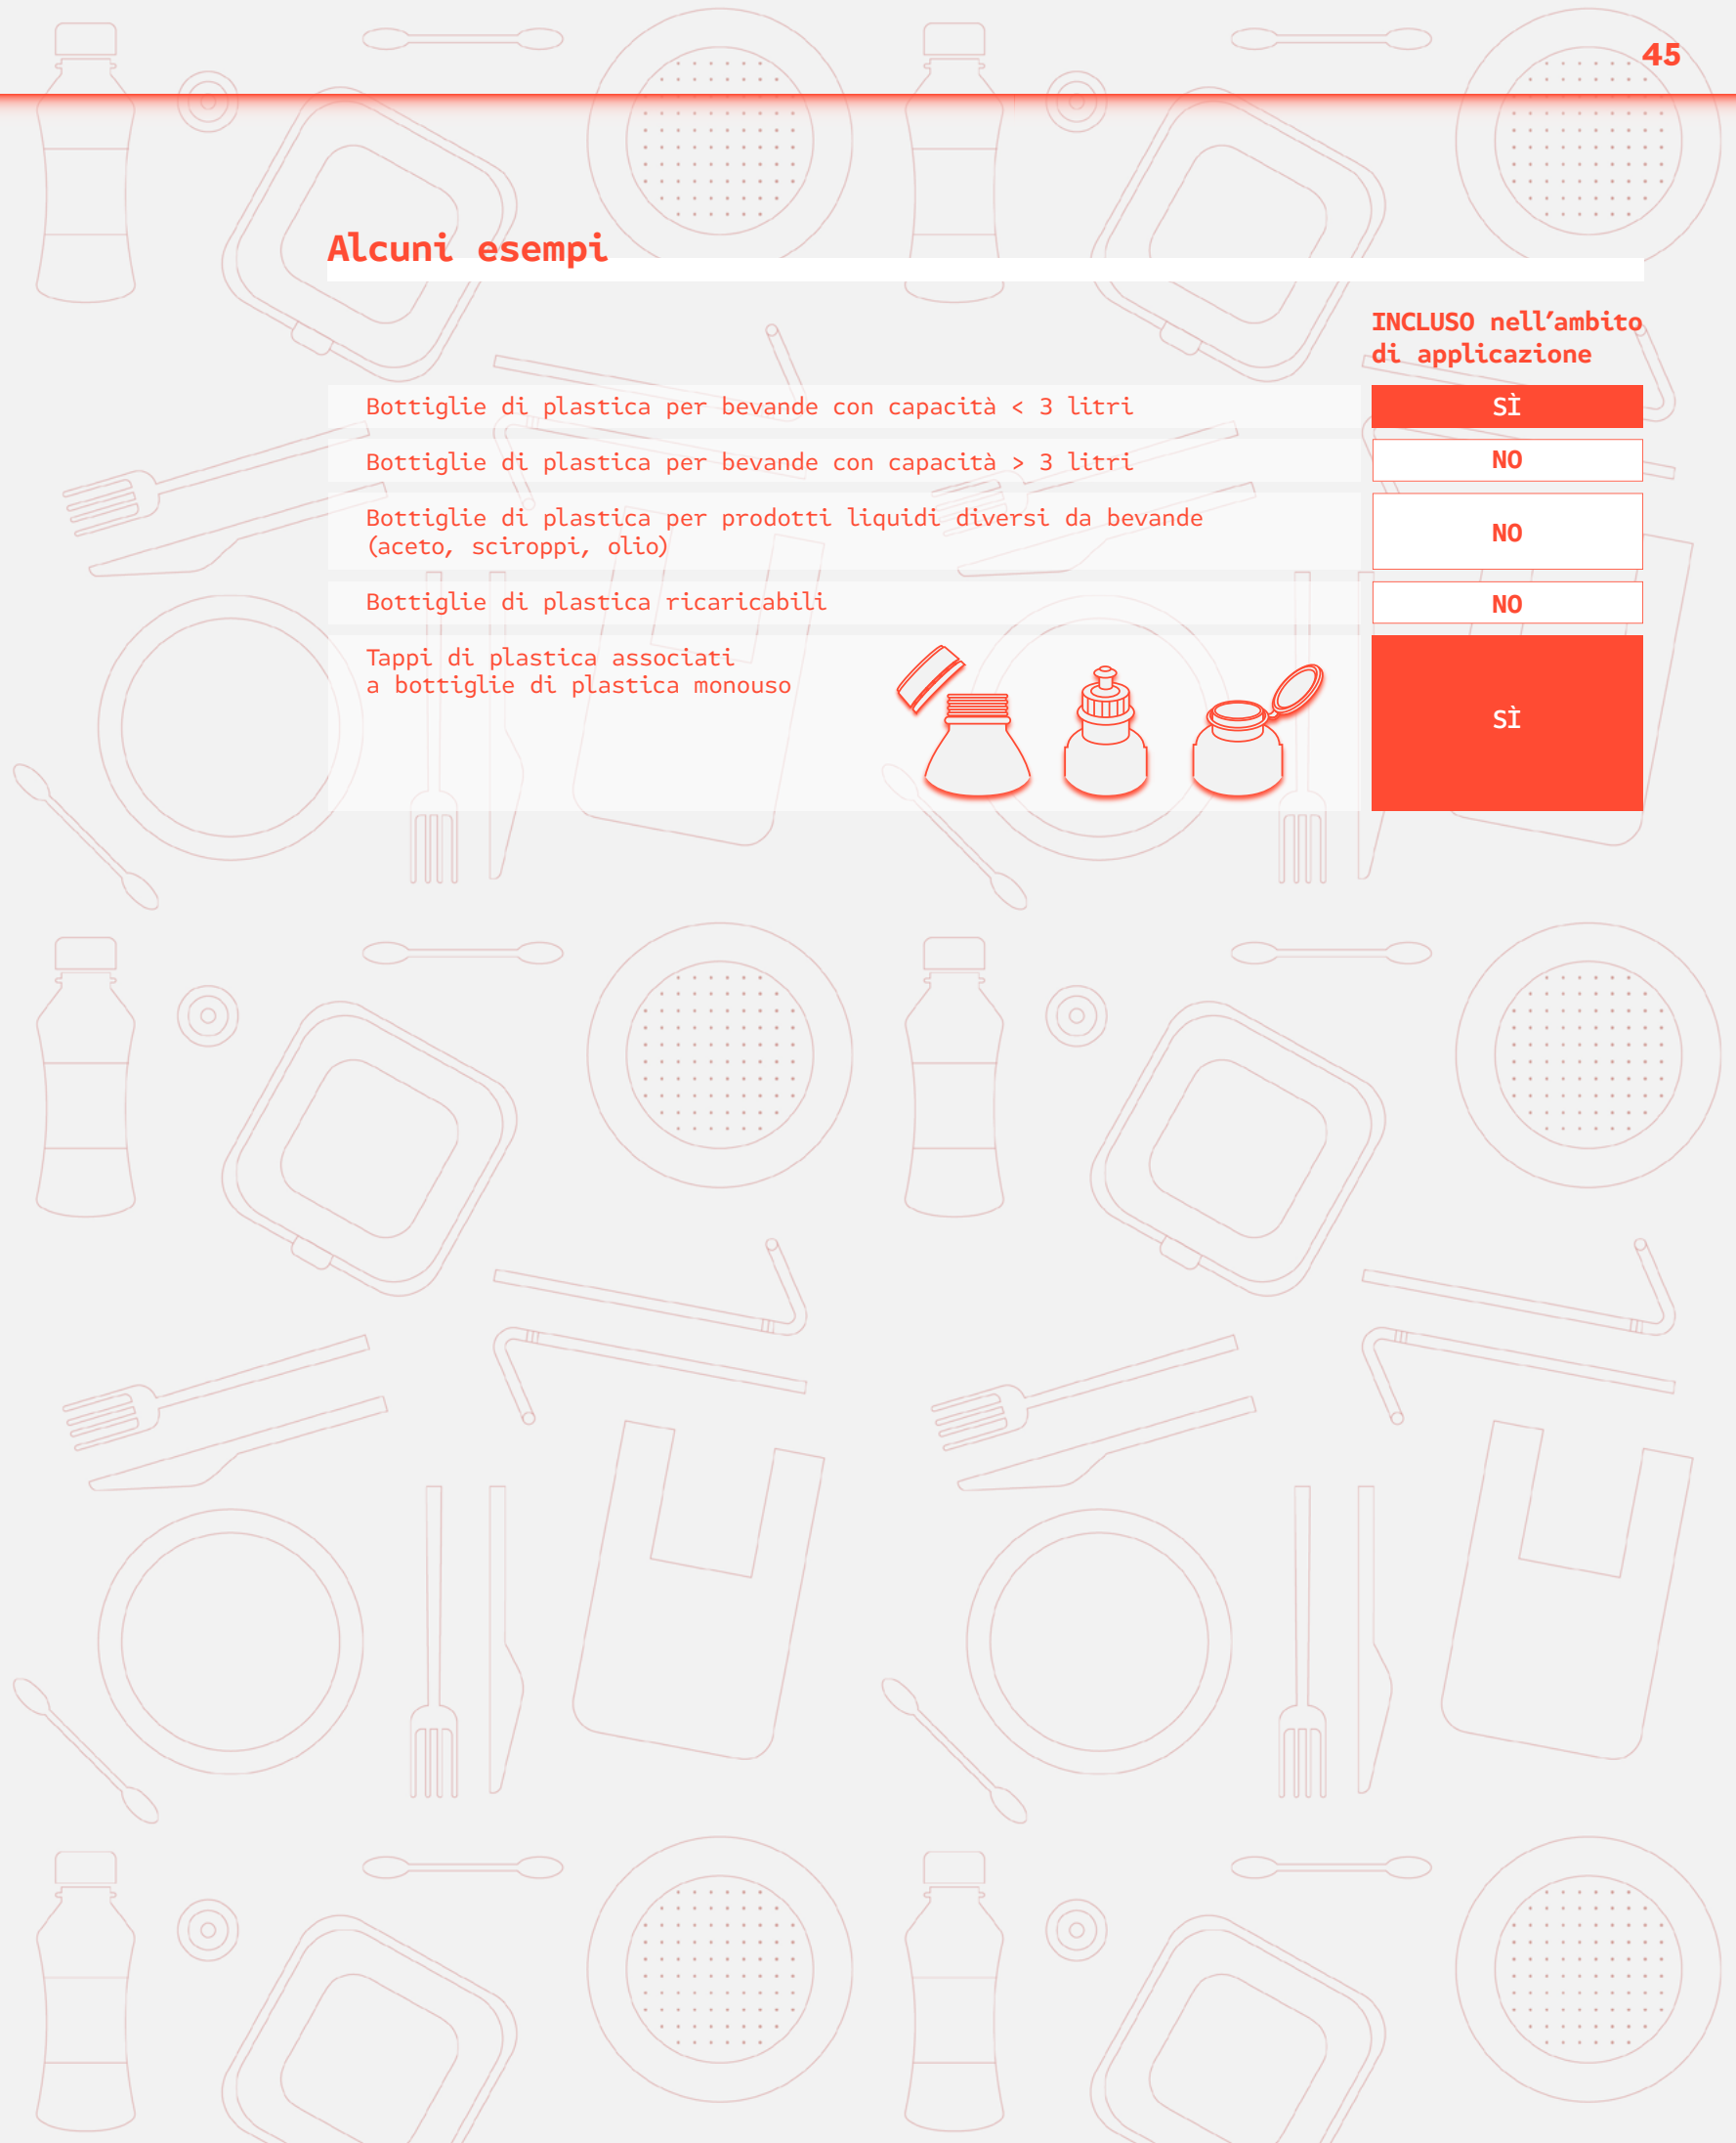 45
Alcuni esempi
INCLUSO nell’ambito
di applicazione
Bottiglie di plastica per bevande con capacità < 3 litri
SÌ
Bottiglie di plastica per bevande con capacità > 3 litri
NO
Bottiglie di plastica per prodotti liquidi diversi da bevande
(aceto, sciroppi, olio)
NO
Bottiglie di plastica ricaricabili
NO
Tappi di plastica associati
a bottiglie di plastica monouso
SÌ